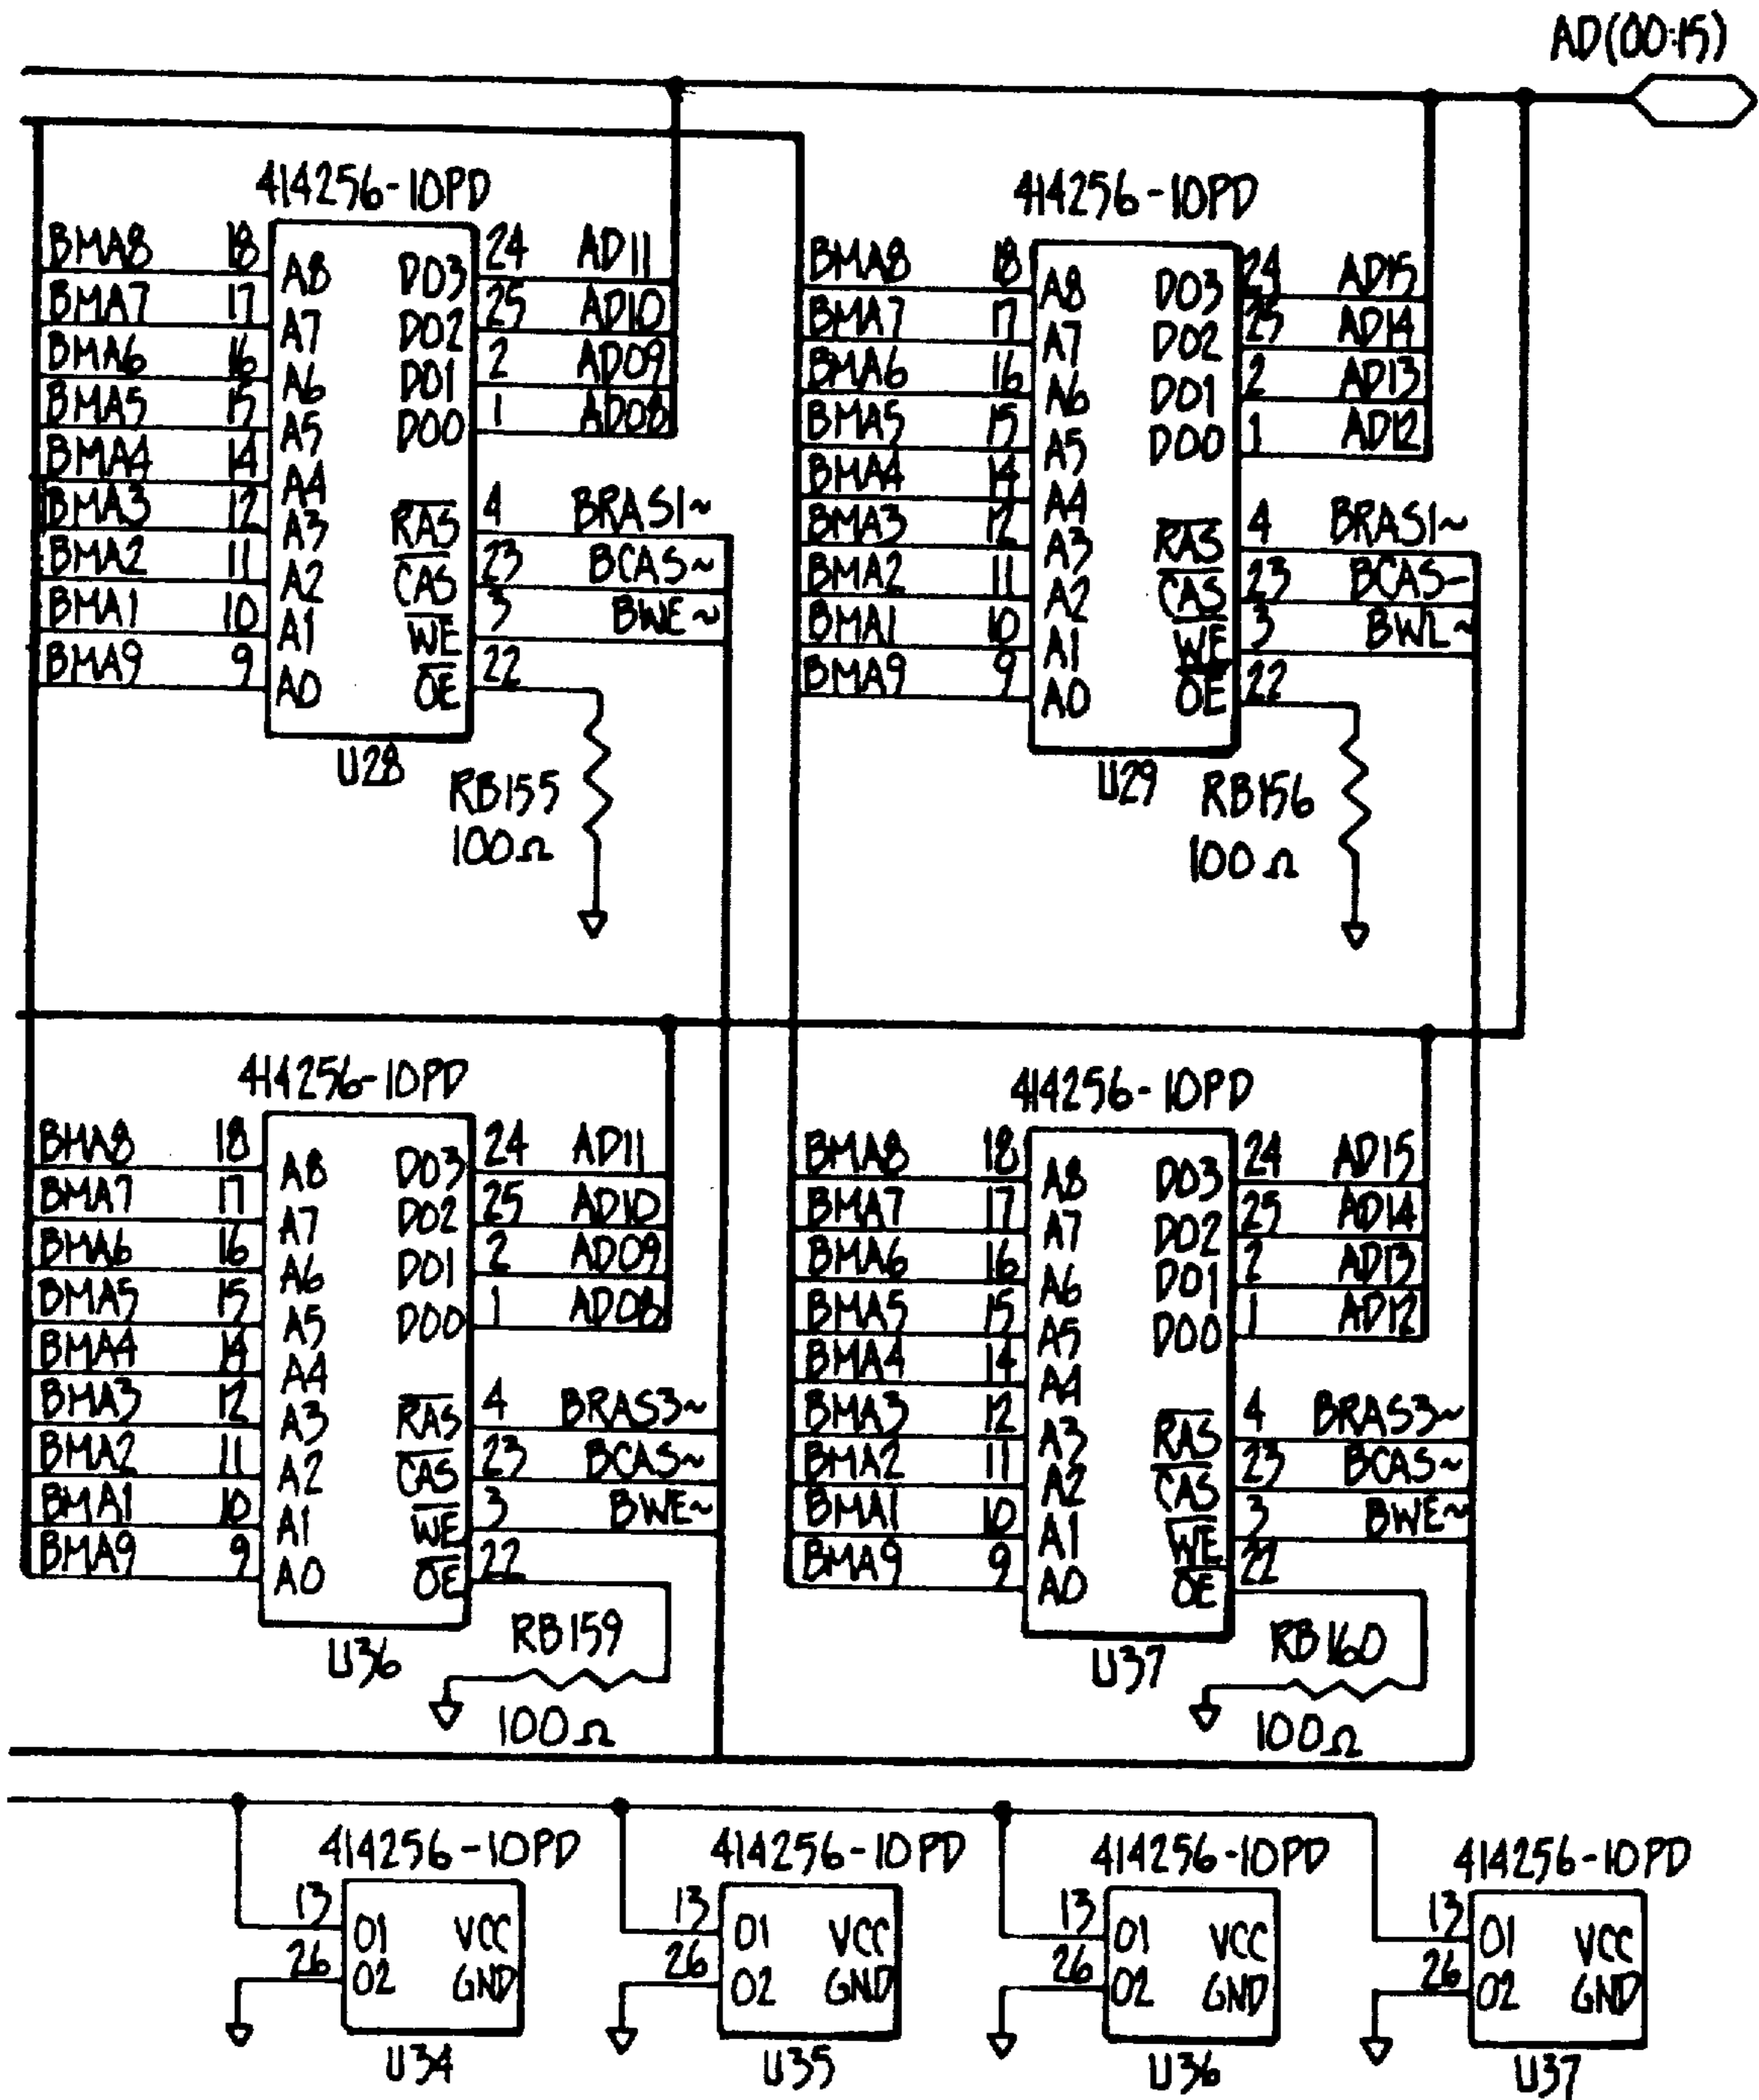 AD(00:15)
414256-10PD
BMA8 18 A8 DO3 24 AD11
BMA7 17 A7 DO2 25 AD10
BMA6 16 A6 DO1 2 AD09
BMA5 15 A5 DO0 1 AD08
BMA4 14 A4
BMA3 12 A3 RAS 4 BRAS1~
BMA2 11 A2 CAS 23 BCAS~
BMA1 10 A1 WE 3 BWE~
BMA9 9 A0 OE 22
U28
RB155
100Ω
414256-10PD
BMA8 18 A8 DO3 24 AD15
BMA7 17 A7 DO2 25 AD14
BMA6 16 A6 DO1 2 AD13
BMA5 15 A5 DO0 1 AD12
BMA4 14 A4
BMA3 12 A3 RAS 4 BRAS1~
BMA2 11 A2 CAS 23 BCAS-
BMA1 10 A1 WE 3 BWL~
BMA9 9 A0 OE 22
U29
RB156
100Ω
414256-10PD
BMA8 18 A8 DO3 24 AD11
BMA7 17 A7 DO2 25 AD10
BMA6 16 A6 DO1 2 AD09
BMA5 15 A5 DO0 1 AD08
BMA4 14 A4
BMA3 12 A3 RAS 4 BRAS3~
BMA2 11 A2 CAS 23 BCAS~
BMA1 10 A1 WE 3 BWE~
BMA9 9 A0 OE 22
U36
RB159
100Ω
414256-10PD
BMA8 18 A8 DO3 24 AD15
BMA7 17 A7 DO2 25 AD14
BMA6 16 A6 DO1 2 AD13
BMA5 15 A5 DO0 1 AD12
BMA4 14 A4
BMA3 12 A3 RAS 4 BRAS3~
BMA2 11 A2 CAS 23 BCAS~
BMA1 10 A1 WE 3 BWE~
BMA9 9 A0 OE 22
U37
RB160
100Ω
414256-10PD
13 O1 VCC
26 O2 GND
U34
414256-10PD
13 O1 VCC
26 O2 GND
U35
414256-10PD
13 O1 VCC
26 O2 GND
U36
414256-10PD
13 O1 VCC
26 O2 GND
U37